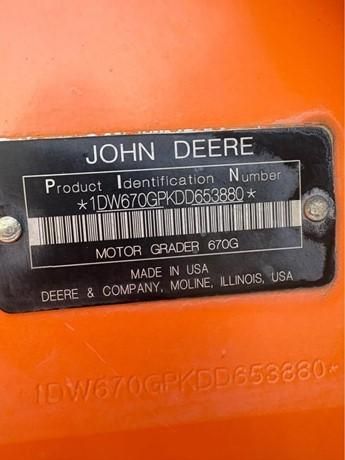 JOHN DEERE
Product Identification Number
*1DW670GPKDD653880*
MOTOR GRADER 670G
MADE IN USA
DEERE & COMPANY, MOLINE, ILLINOIS, USA
1DW670GPKDD653880*